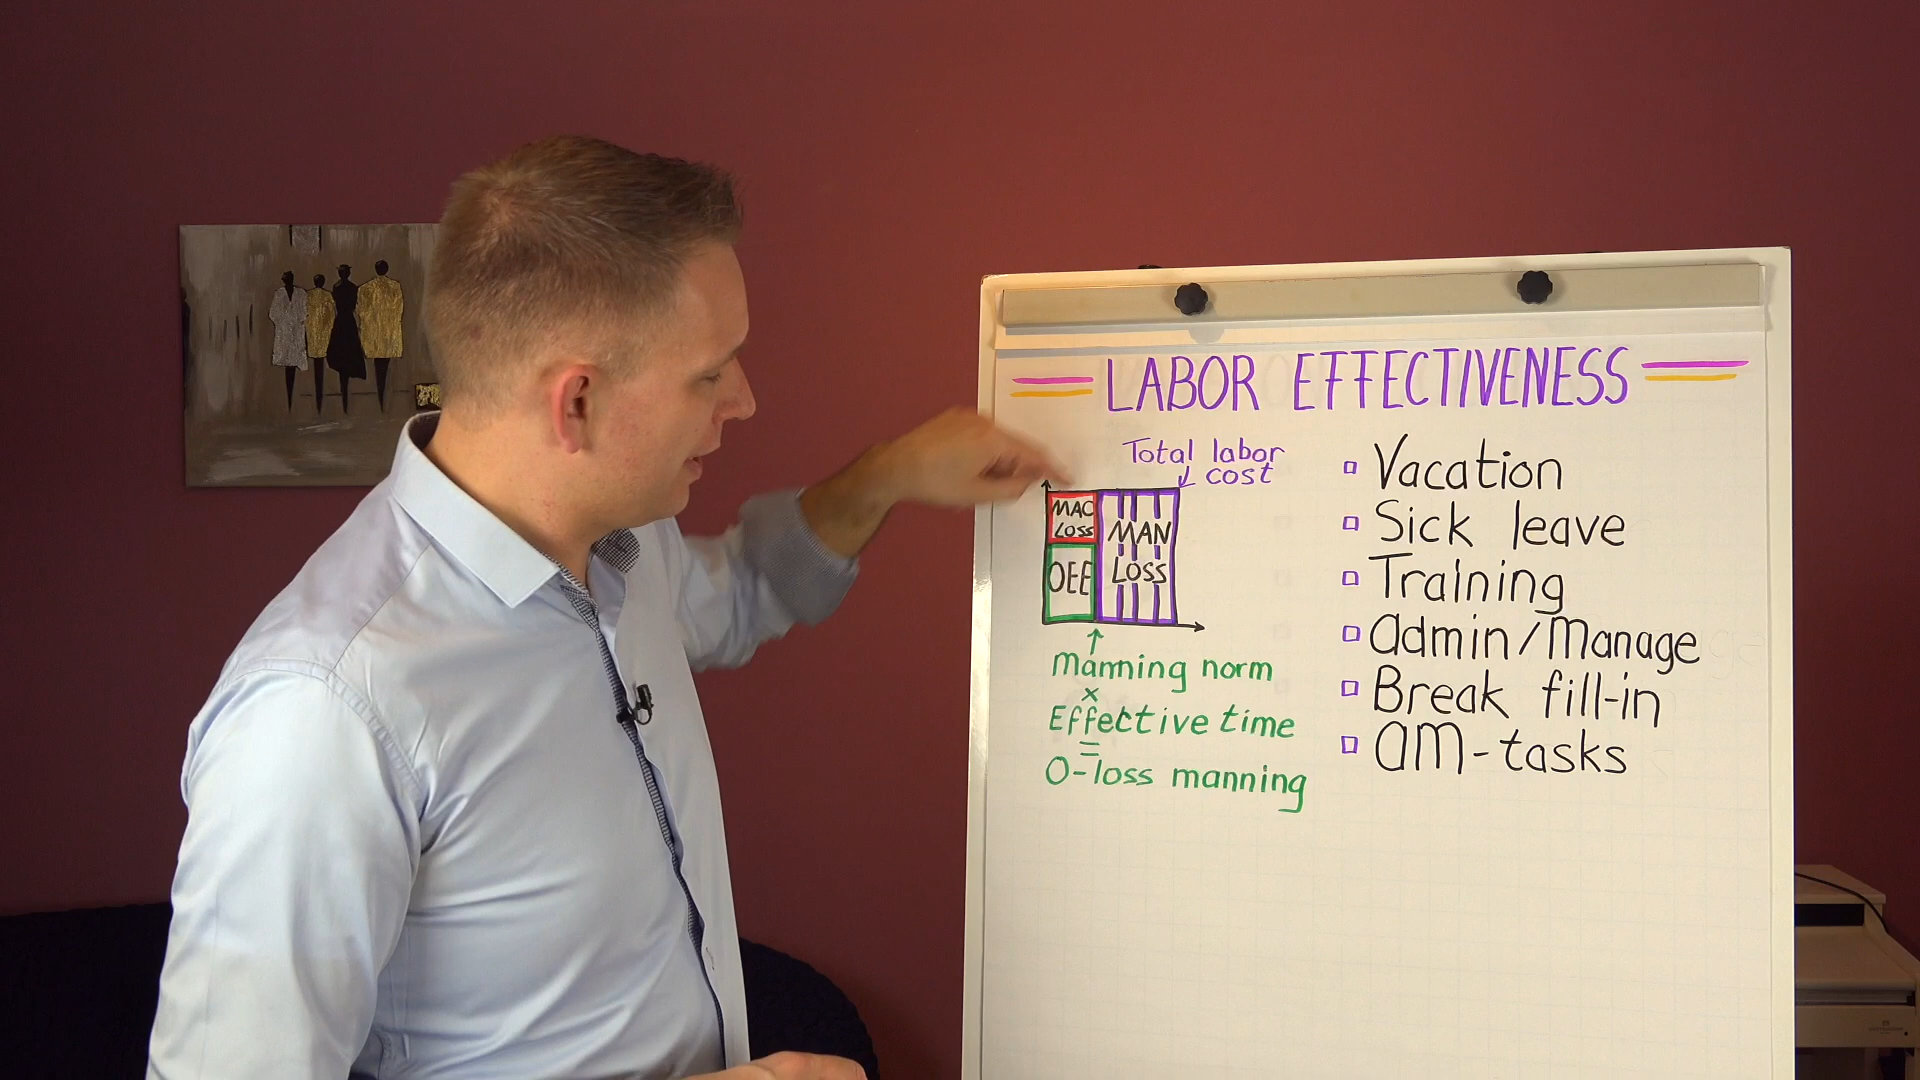 LABOR EFFECTIVENESS
Total labor
cost
MAC
LOSS
OEE
MAN
LOSS
Manning norm
x
Effective time
=
O-loss manning
Vacation
Sick leave
Training
Admin/Manage
Break fill-in
AM-tasks